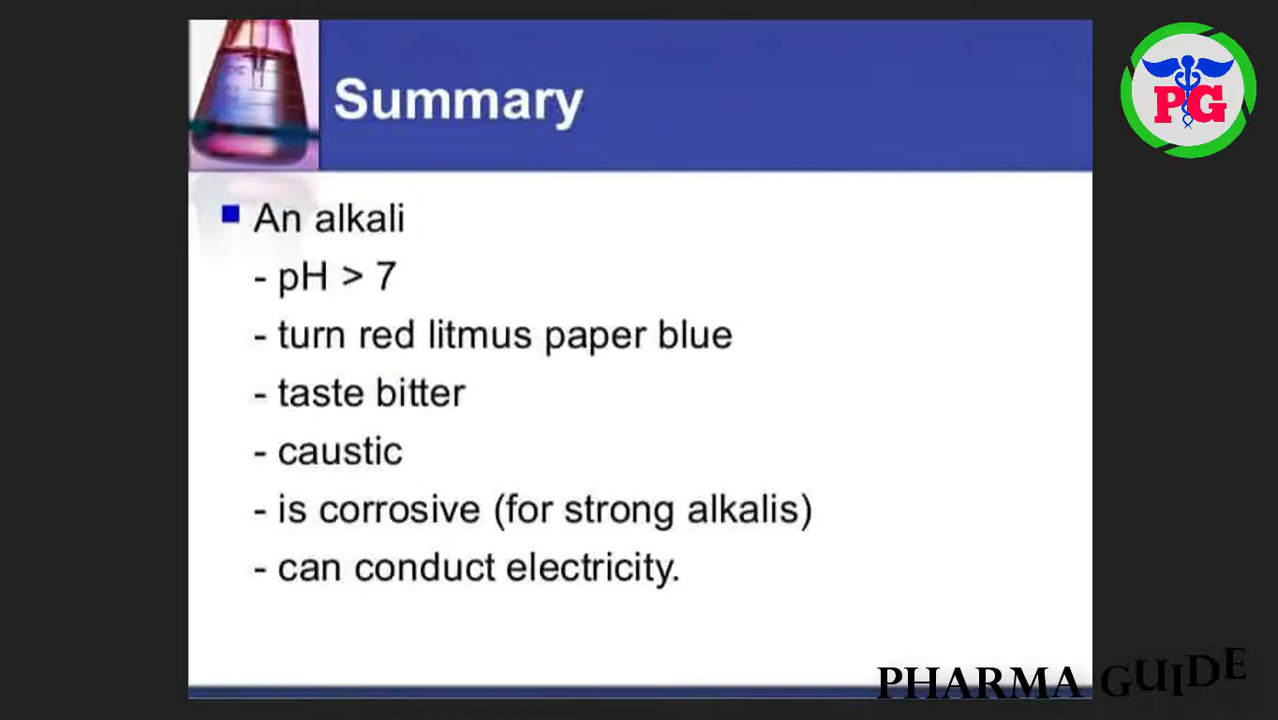 Summary
PG
An alkali
- pH > 7
- turn red litmus paper blue
- taste bitter
- caustic
- is corrosive (for strong alkalis)
- can conduct electricity.
PHARMA GUIDE